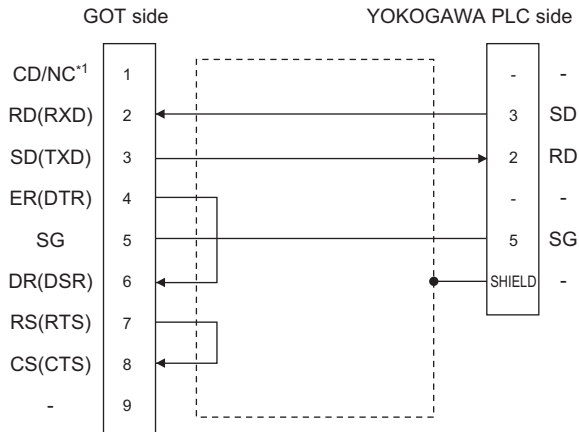 GOT side YOKOGAWA PLC side
CD/NC*1 1 - -
RD(RXD) 2 3 SD
SD(TXD) 3 2 RD
ER(DTR) 4 - -
SG 5 5 SG
DR(DSR) 6 SHIELD -
RS(RTS) 7
CS(CTS) 8
- 9